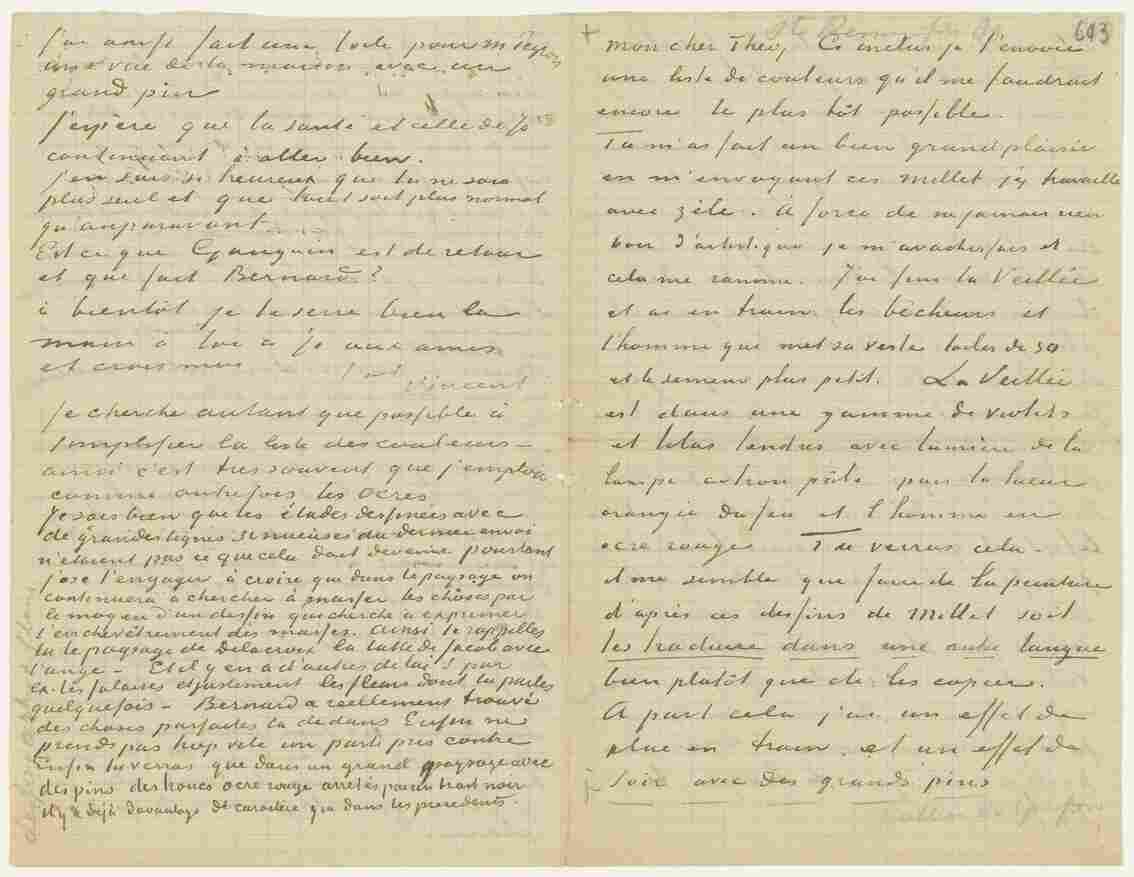 J'ai aussi fait une toile pour M. Peyron
une vue de la maison avec un
grand pin
J'espère que ta santé et celle de Jo
continuent à aller bien.
J'en suis si heureux que tu ne sois
plus seul et que tout soit plus normal
qu'auparavant.
Est ce que Gauguin est de retour
et que fait Bernard?
à bientôt je te serre bien la
main à toi à Jo aux amis
et crois moi
t.à t.
Vincent
Je cherche autant que possible à
simplifier la liste des couleurs –
ainsi c'est tres souvent que j'emploie
comme autrefois les ocres
Je sais bien que les études dessinées avec
de grandes lignes sinueuses du dernier envoi
n'etaient pas ce que cela doit devenir pourtant
j'ose t'engager à croire que dans le paysage on
continuera à chercher à masser les choses par
le moyen d'un dessin qui cherche à exprimer
l'enchevêtrement des masses. Ainsi te rappelles
tu le paysage de Delacroix la lutte de Jacob avec
l'ange – Et il y en a d'autres de lui! par
ex. les falaises et justement les fleurs dont tu parles
quelquefois – Bernard a reellement trouvé
des choses parfaites là dedans Enfin ne
prends pas trop vite un parti pris contre
Enfin tu verras que dans un grand paysage avec
des pins des troncs ocre rouge arrêtés par un trait noir
il y a dejà davantage de caractère que dans les precedents.
643
mon cher Theo, Ci inclus je t'envoie
une liste de couleurs qu'il me faudrait
encore le plus tôt possible.
Tu m'as fait un bien grand plaisir
en m'envoyant ces Millet j'y travaille
avec zèle. À force de ne jamais rien
voir d'artistique je m'avachissais et
cela me ranime. J'ai fini la Veillée
et ai en train les bêcheurs et
l'homme qui met sa veste toiles de 30
et le semeur plus petit. La Veillée
est dans une gamme de violets
et lilas tendres avec lumière de la
lampe citron pâle puis la lueur
orangée du feu et l'homme en
ocre rouge Tu verras cela –
il me semble que faire de la peinture
d'après ces dessins de Millet soit
les traduire dans une autre langue
bien plutôt que de les copier.
A part cela j'ai un effet de
pluie en train, et un effet de
soir avec des grands pins